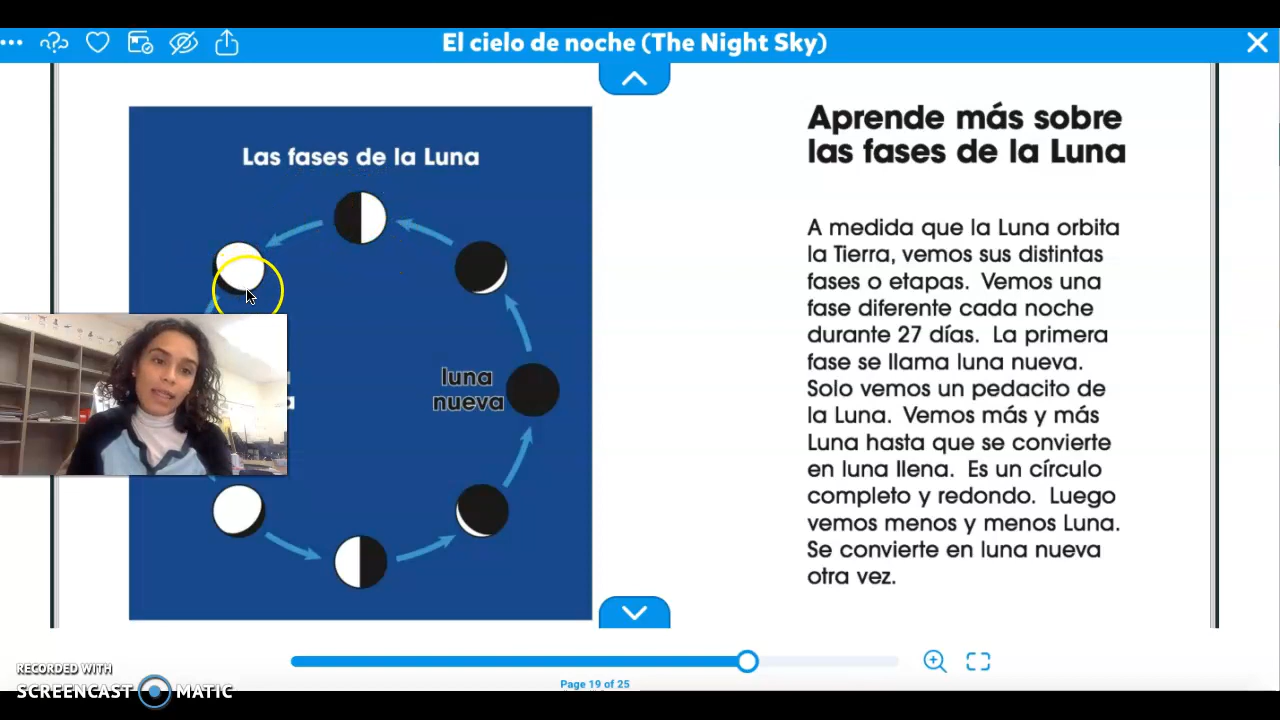 El cielo de noche (The Night Sky)
Las fases de la Luna
luna
nueva
Aprende más sobre
las fases de la Luna
A medida que la Luna orbita
la Tierra, vemos sus distintas
fases o etapas. Vemos una
fase diferente cada noche
durante 27 días. La primera
fase se llama luna nueva.
Solo vemos un pedacito de
la Luna. Vemos más y más
Luna hasta que se convierte
en luna llena. Es un círculo
completo y redondo. Luego
vemos menos y menos Luna.
Se convierte en luna nueva
otra vez.
Page 19 of 25
RECORDED WITH
SCREENCAST MATIC